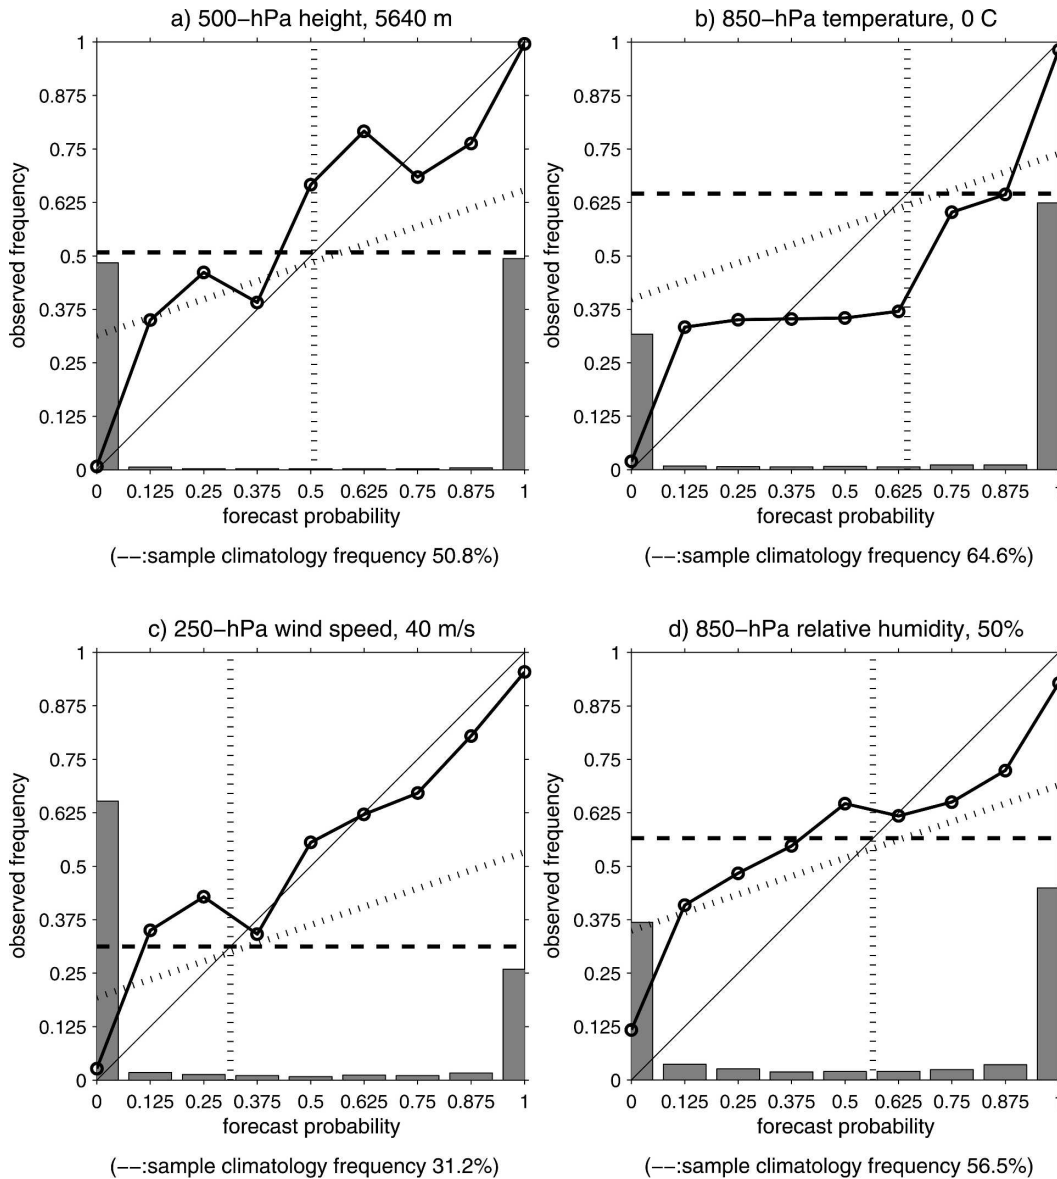 a) 500−hPa height, 5640 m
1
0.875
0.75
0.625
0.5
0.375
0.25
0.125
0
observed frequency
0 0.125 0.25 0.375 0.5 0.625 0.75 0.875 1
forecast probability
(−−:sample climatology frequency 50.8%)
b) 850−hPa temperature, 0 C
1
0.875
0.75
0.625
0.5
0.375
0.25
0.125
0
observed frequency
0 0.125 0.25 0.375 0.5 0.625 0.75 0.875 1
forecast probability
(−−:sample climatology frequency 64.6%)
c) 250−hPa wind speed, 40 m/s
1
0.875
0.75
0.625
0.5
0.375
0.25
0.125
0
observed frequency
0 0.125 0.25 0.375 0.5 0.625 0.75 0.875 1
forecast probability
(−−:sample climatology frequency 31.2%)
d) 850−hPa relative humidity, 50%
1
0.875
0.75
0.625
0.5
0.375
0.25
0.125
0
observed frequency
0 0.125 0.25 0.375 0.5 0.625 0.75 0.875 1
forecast probability
(−−:sample climatology frequency 56.5%)